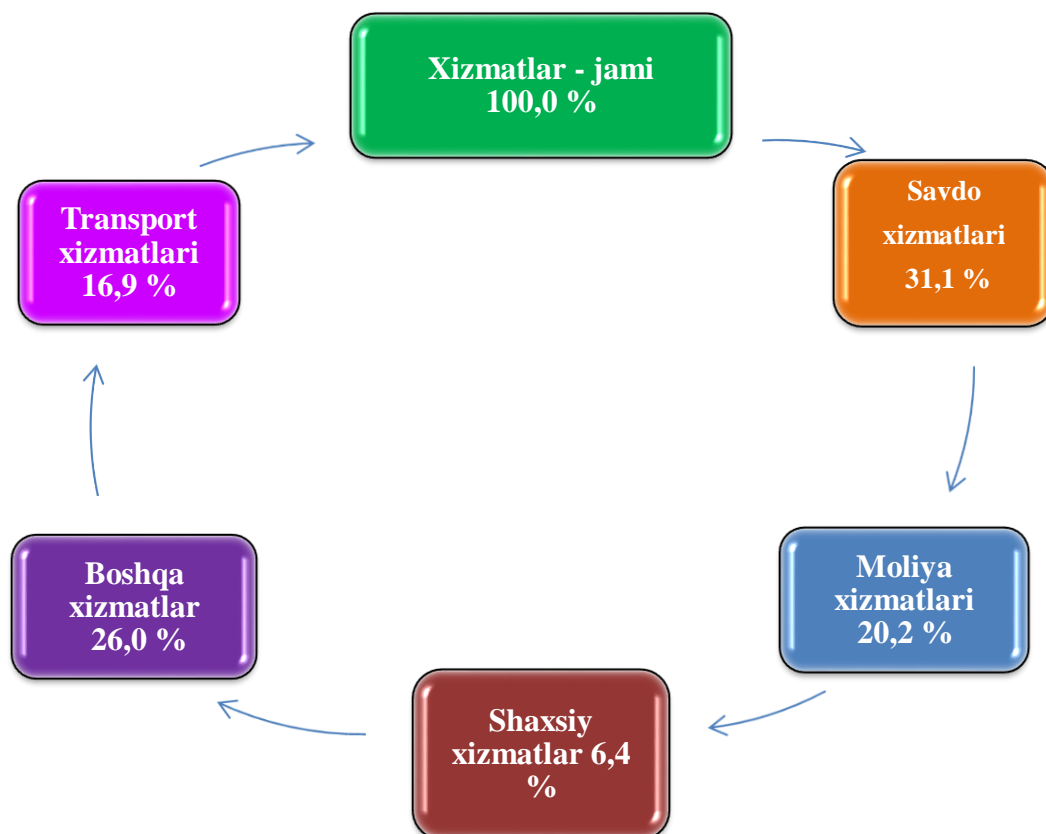 Xizmatlar - jami
100,0 %
Savdo
xizmatlari
31,1 %
Moliya
xizmatlari
20,2 %
Shaxsiy
xizmatlar 6,4
%
Boshqa
xizmatlar
26,0 %
Transport
xizmatlari
16,9 %